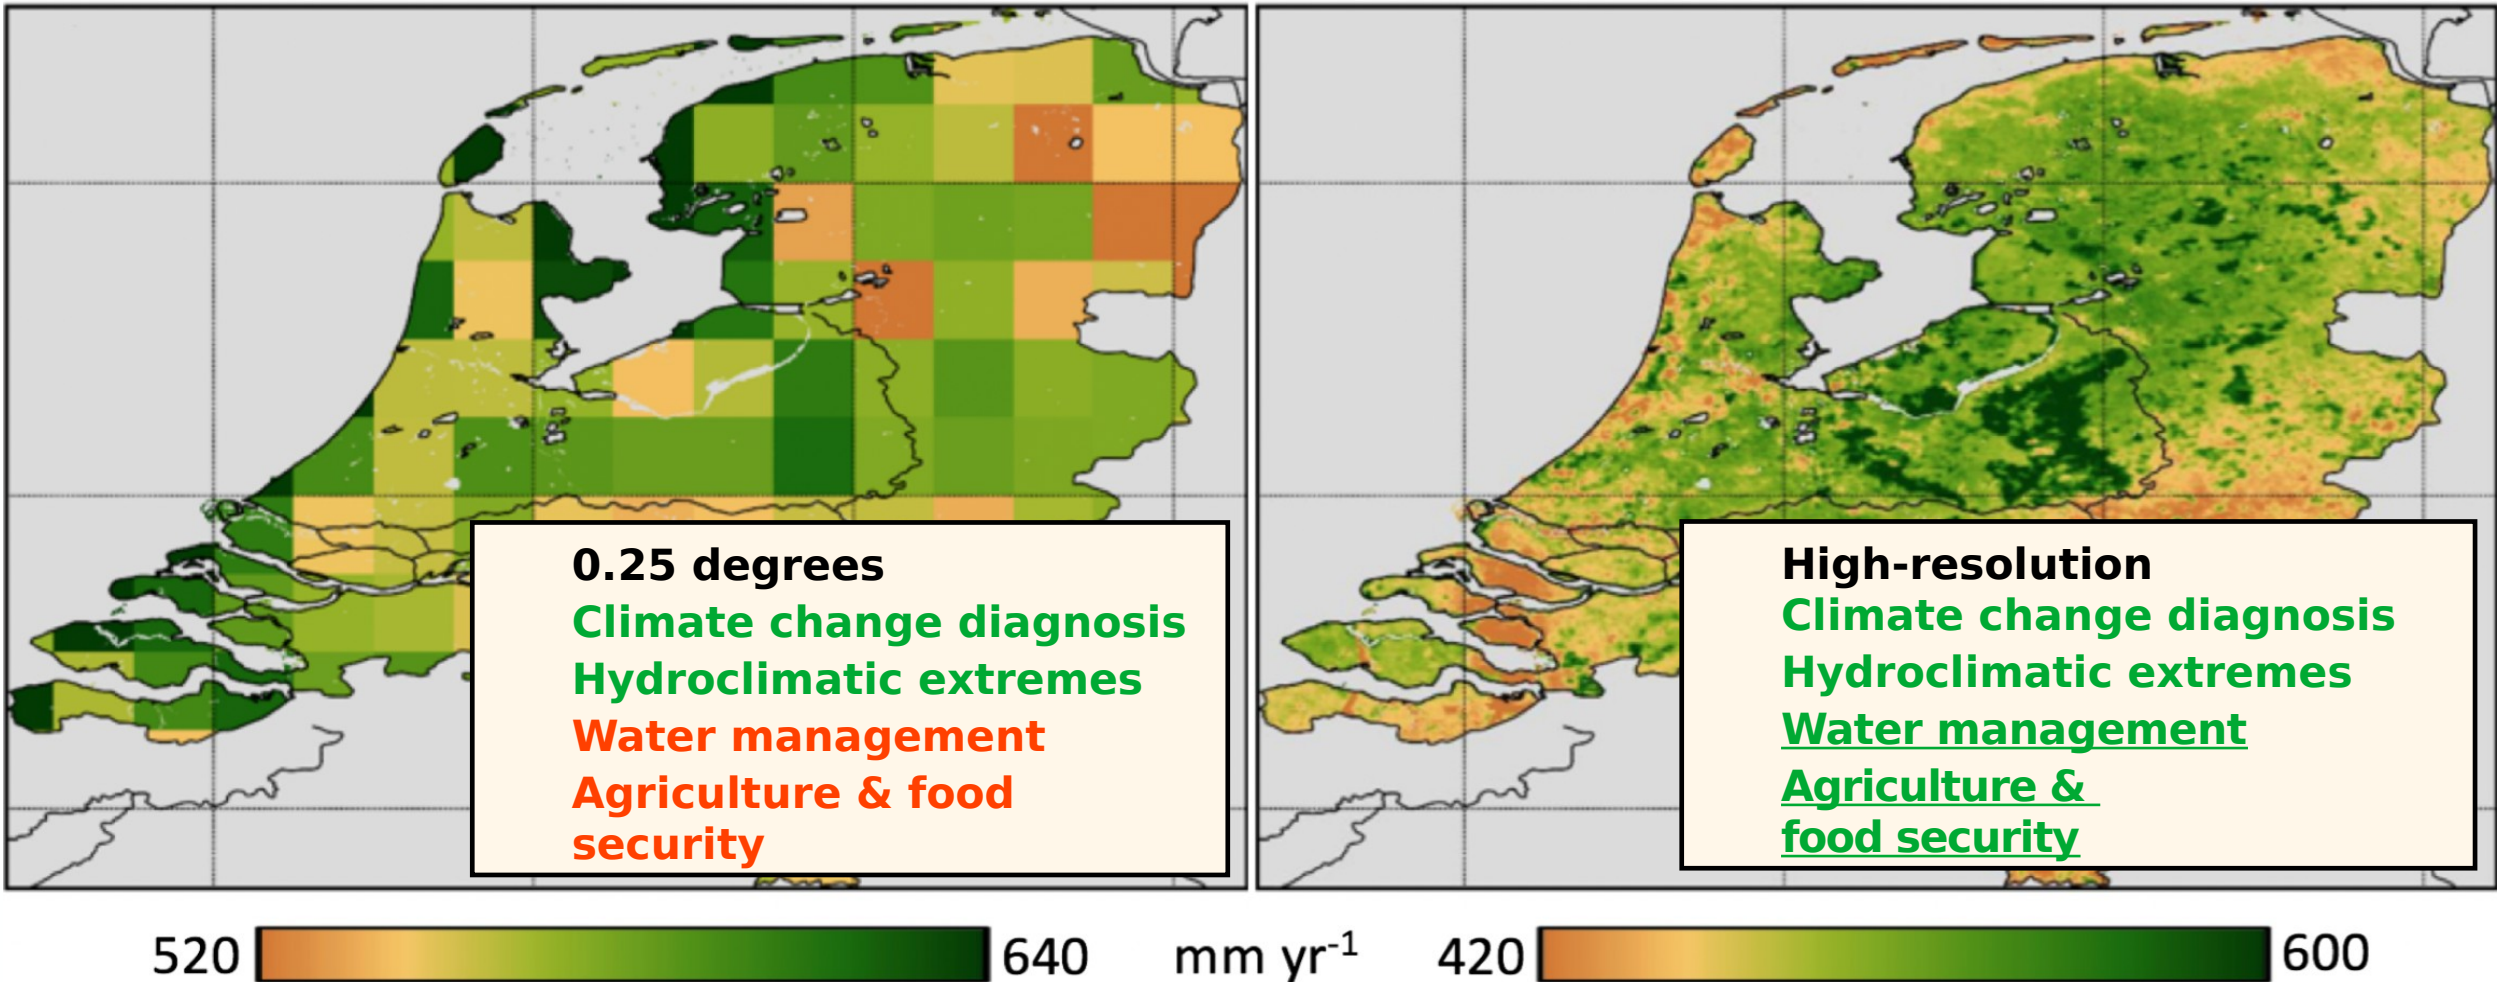 0.25 degrees
Climate change diagnosis
Hydroclimatic extremes
Water management
Agriculture & food
security
High-resolution
Climate change diagnosis
Hydroclimatic extremes
Water management
Agriculture &
food security
520
640
mm yr-1
420
600